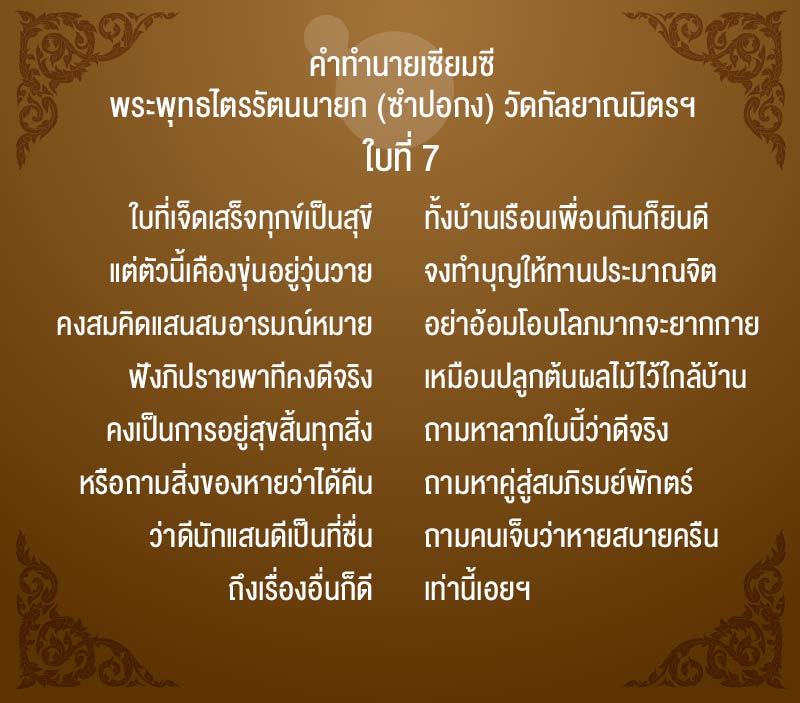 คำทำนายเซียมซี
พระพุทธไตรรัตนนายก (ซำปอกง) วัดกัลยาณมิตรฯ
ใบที่ 7
ใบที่เจ็ดเสร็จทุกข์เป็นสุขี ทั้งบ้านเรือนเพื่อนกินก็ยินดี
แต่ตัวนี้เคืองขุ่นอยู่วุ่นวาย จงทำบุญให้ทานประมาณจิต
คงสมคิดแสนสมอารมณ์หมาย อย่าอ้อมโอบโลภมากจะยากกาย
ฟังภิปรายพาทีคงดีจริง เหมือนปลูกต้นผลไม้ไว้ใกล้บ้าน
คงเป็นการอยู่สุขสิ้นทุกสิ่ง ถามหาลาภใบนี้ว่าดีจริง
หรือถามสิ่งของหายว่าได้คืน ถามหาคู่สู่สมภิรมย์พักตร์
ว่าดีนักแสนดีเป็นที่ชื่น ถามคนเจ็บว่าหายสบายครืน
ถึงเรื่องอื่นก็ดี เท่านี้เอยฯ